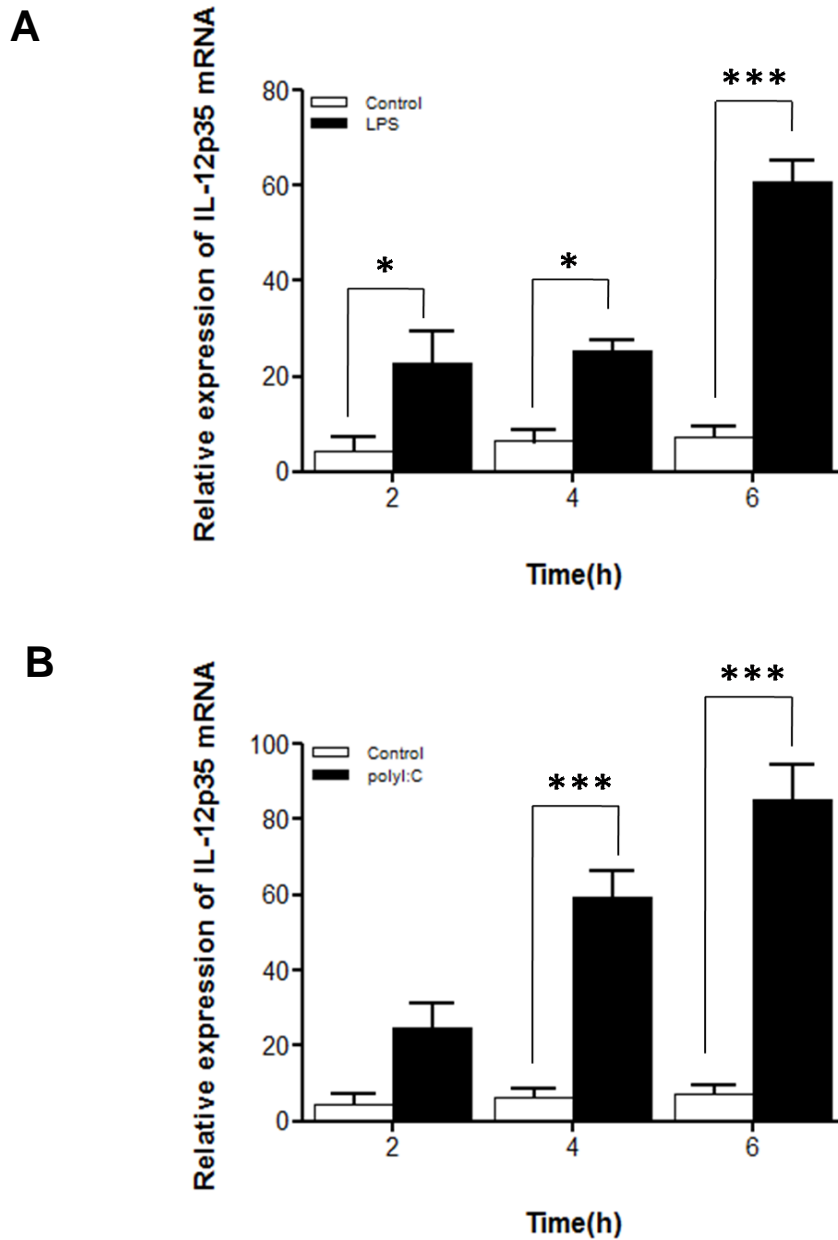 A
Relative expression of IL-12p35 mRNA
80
60
40
20
0
Control
LPS
*
*
***
2
4
6
Time(h)
B
Relative expression of IL-12p35 mRNA
100
80
60
40
20
0
Control
polyI:C
***
***
2
4
6
Time(h)